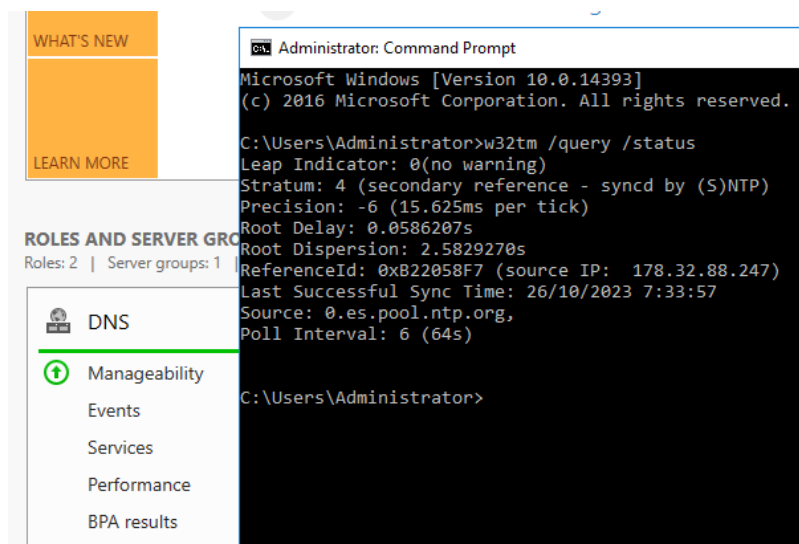 WHAT'S NEW
LEARN MORE
ROLES AND SERVER GRO
Roles: 2 | Server groups: 1 |
DNS
Manageability
Events
Services
Performance
BPA results
Administrator: Command Prompt
Microsoft Windows [Version 10.0.14393]
(c) 2016 Microsoft Corporation. All rights reserved.
C:\Users\Administrator>w32tm /query /status
Leap Indicator: 0(no warning)
Stratum: 4 (secondary reference - syncd by (S)NTP)
Precision: -6 (15.625ms per tick)
Root Delay: 0.0586207s
Root Dispersion: 2.5829270s
ReferenceId: 0xB22058F7 (source IP:  178.32.88.247)
Last Successful Sync Time: 26/10/2023 7:33:57
Source: 0.es.pool.ntp.org,
Poll Interval: 6 (64s)
C:\Users\Administrator>